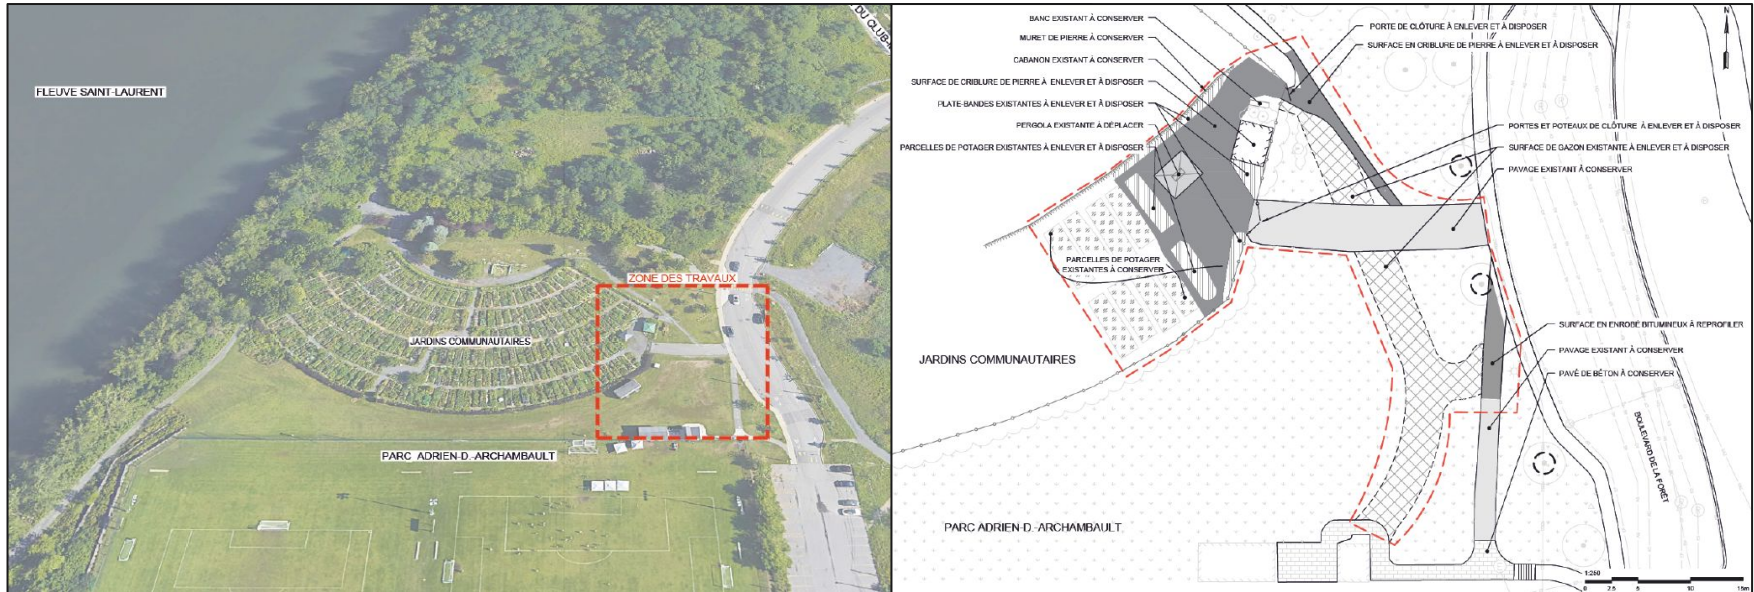 DU CLUB-
FLEUVE SAINT-LAURENT
ZONE DES TRAVAUX
JARDINS COMMUNAUTAIRES
PARC ADRIEN-D.-ARCHAMBAULT
BANC EXISTANT À CONSERVER
MURET DE PIERRE À CONSERVER
CABANON EXISTANT À CONSERVER
SURFACE DE CRIBLURE DE PIERRE À ENLEVER ET À DISPOSER
PLATE-BANDES EXISTANTES À ENLEVER ET À DISPOSER
PERGOLA EXISTANTE À DÉPLACER
PARCELLES DE POTAGER EXISTANTES À ENLEVER ET À DISPOSER
PORTE DE CLÔTURE À ENLEVER ET À DISPOSER
SURFACE EN CRIBLURE DE PIERRE À ENLEVER ET À DISPOSER
N
PORTES ET POTEAUX DE CLÔTURE À ENLEVER ET À DISPOSER
SURFACE DE GAZON EXISTANTE À ENLEVER ET À DISPOSER
PAVAGE EXISTANT À CONSERVER
PARCELLES DE POTAGER
EXISTANTES À CONSERVER
SURFACE EN ENROBÉ BITUMINEUX À REPROFILER
PAVAGE EXISTANT À CONSERVER
PAVÉ DE BÉTON À CONSERVER
JARDINS COMMUNAUTAIRES
BOULEVARD DE LA FORÊT
PARC ADRIEN-D.-ARCHAMBAULT
1:250
0 2.5 5 10 15m